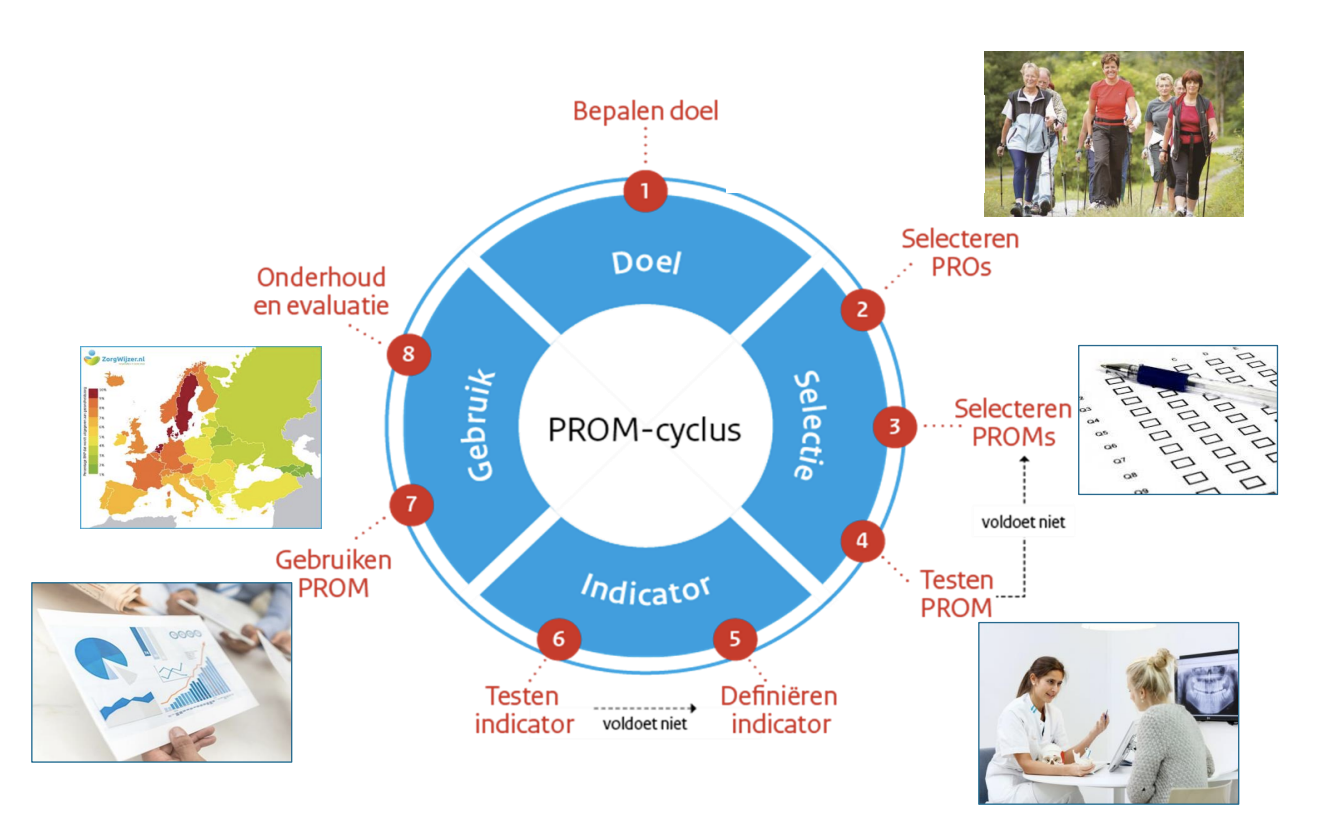 Bepalen doel
1
Doel
Selecteren
PROs
2
Onderhoud
en evaluatie
8
ZorgWijzer.nl
Gebruik
PROM-cyclus
Selectie
3
Selecteren
PROMs
voldoet niet
7
Gebruiken
PROM
4
Testen
PROM
Indicator
6
5
Testen
indicator
voldoet niet
Definiëren
indicator